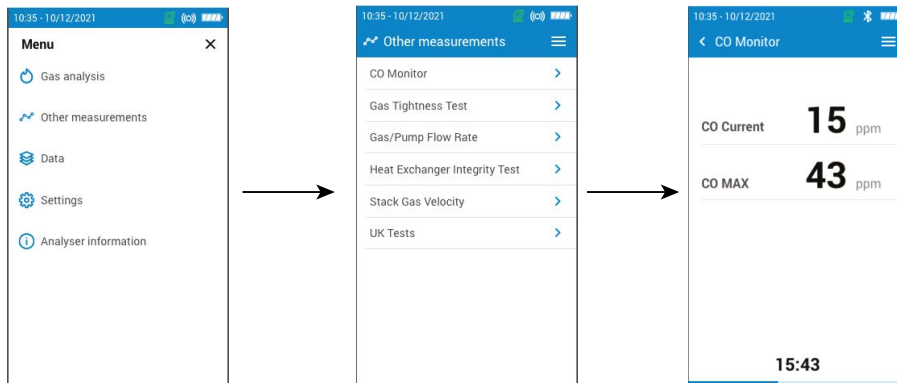 10:35 - 10/12/2021
Menu
Gas analysis
Other measurements
Data
Settings
Analyser information
10:35 - 10/12/2021
Other measurements
CO Monitor
Gas Tightness Test
Gas/Pump Flow Rate
Heat Exchanger Integrity Test
Stack Gas Velocity
UK Tests
10:35 - 10/12/2021
CO Monitor
CO Current 15 ppm
CO MAX 43 ppm
15:43